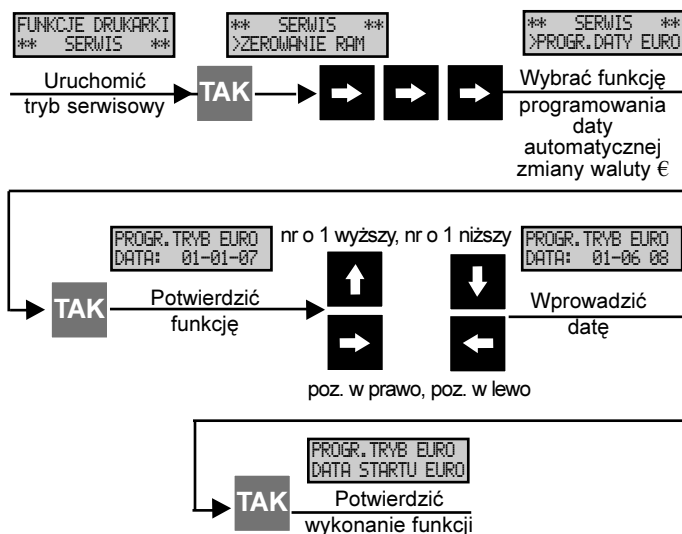 FUNKCJE DRUKARKI
** SERWIS **
** SERWIS **
>ZEROWANIE RAM
** SERWIS **
>PROGR.DATY EURO
Uruchomić
tryb serwisowy
TAK
Wybrać funkcję
programowania
daty
automatycznej
zmiany waluty €
PROGR.TRYB EURO
DATA: 01-01-07
nr o 1 wyższy, nr o 1 niższy
PROGR.TRYB EURO
DATA: 01-06 08
TAK
Potwierdzić
funkcję
Wprowadzić
datę
poz. w prawo, poz. w lewo
PROGR.TRYB EURO
DATA STARTU EURO
TAK
Potwierdzić
wykonanie funkcji